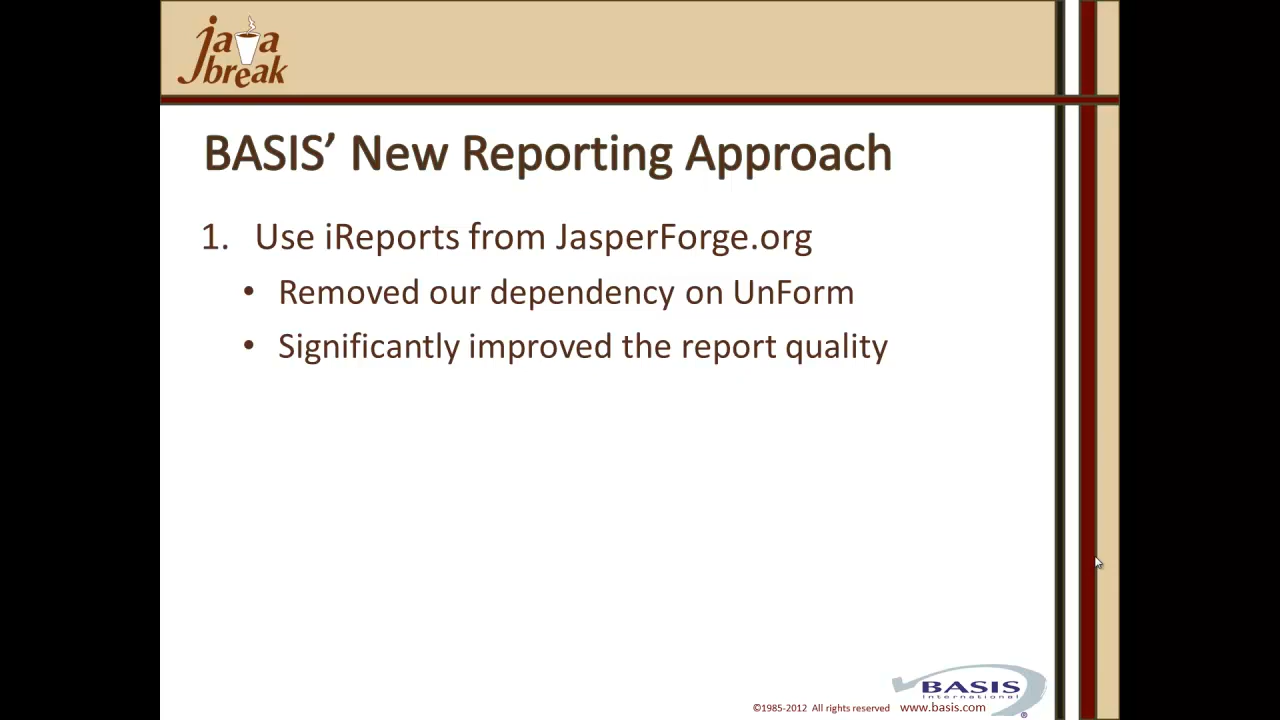 java
break
BASIS’ New Reporting Approach
1. Use iReports from JasperForge.org
• Removed our dependency on UnForm
• Significantly improved the report quality
BASIS
International
®
©1985-2012 All rights reserved www.basis.com